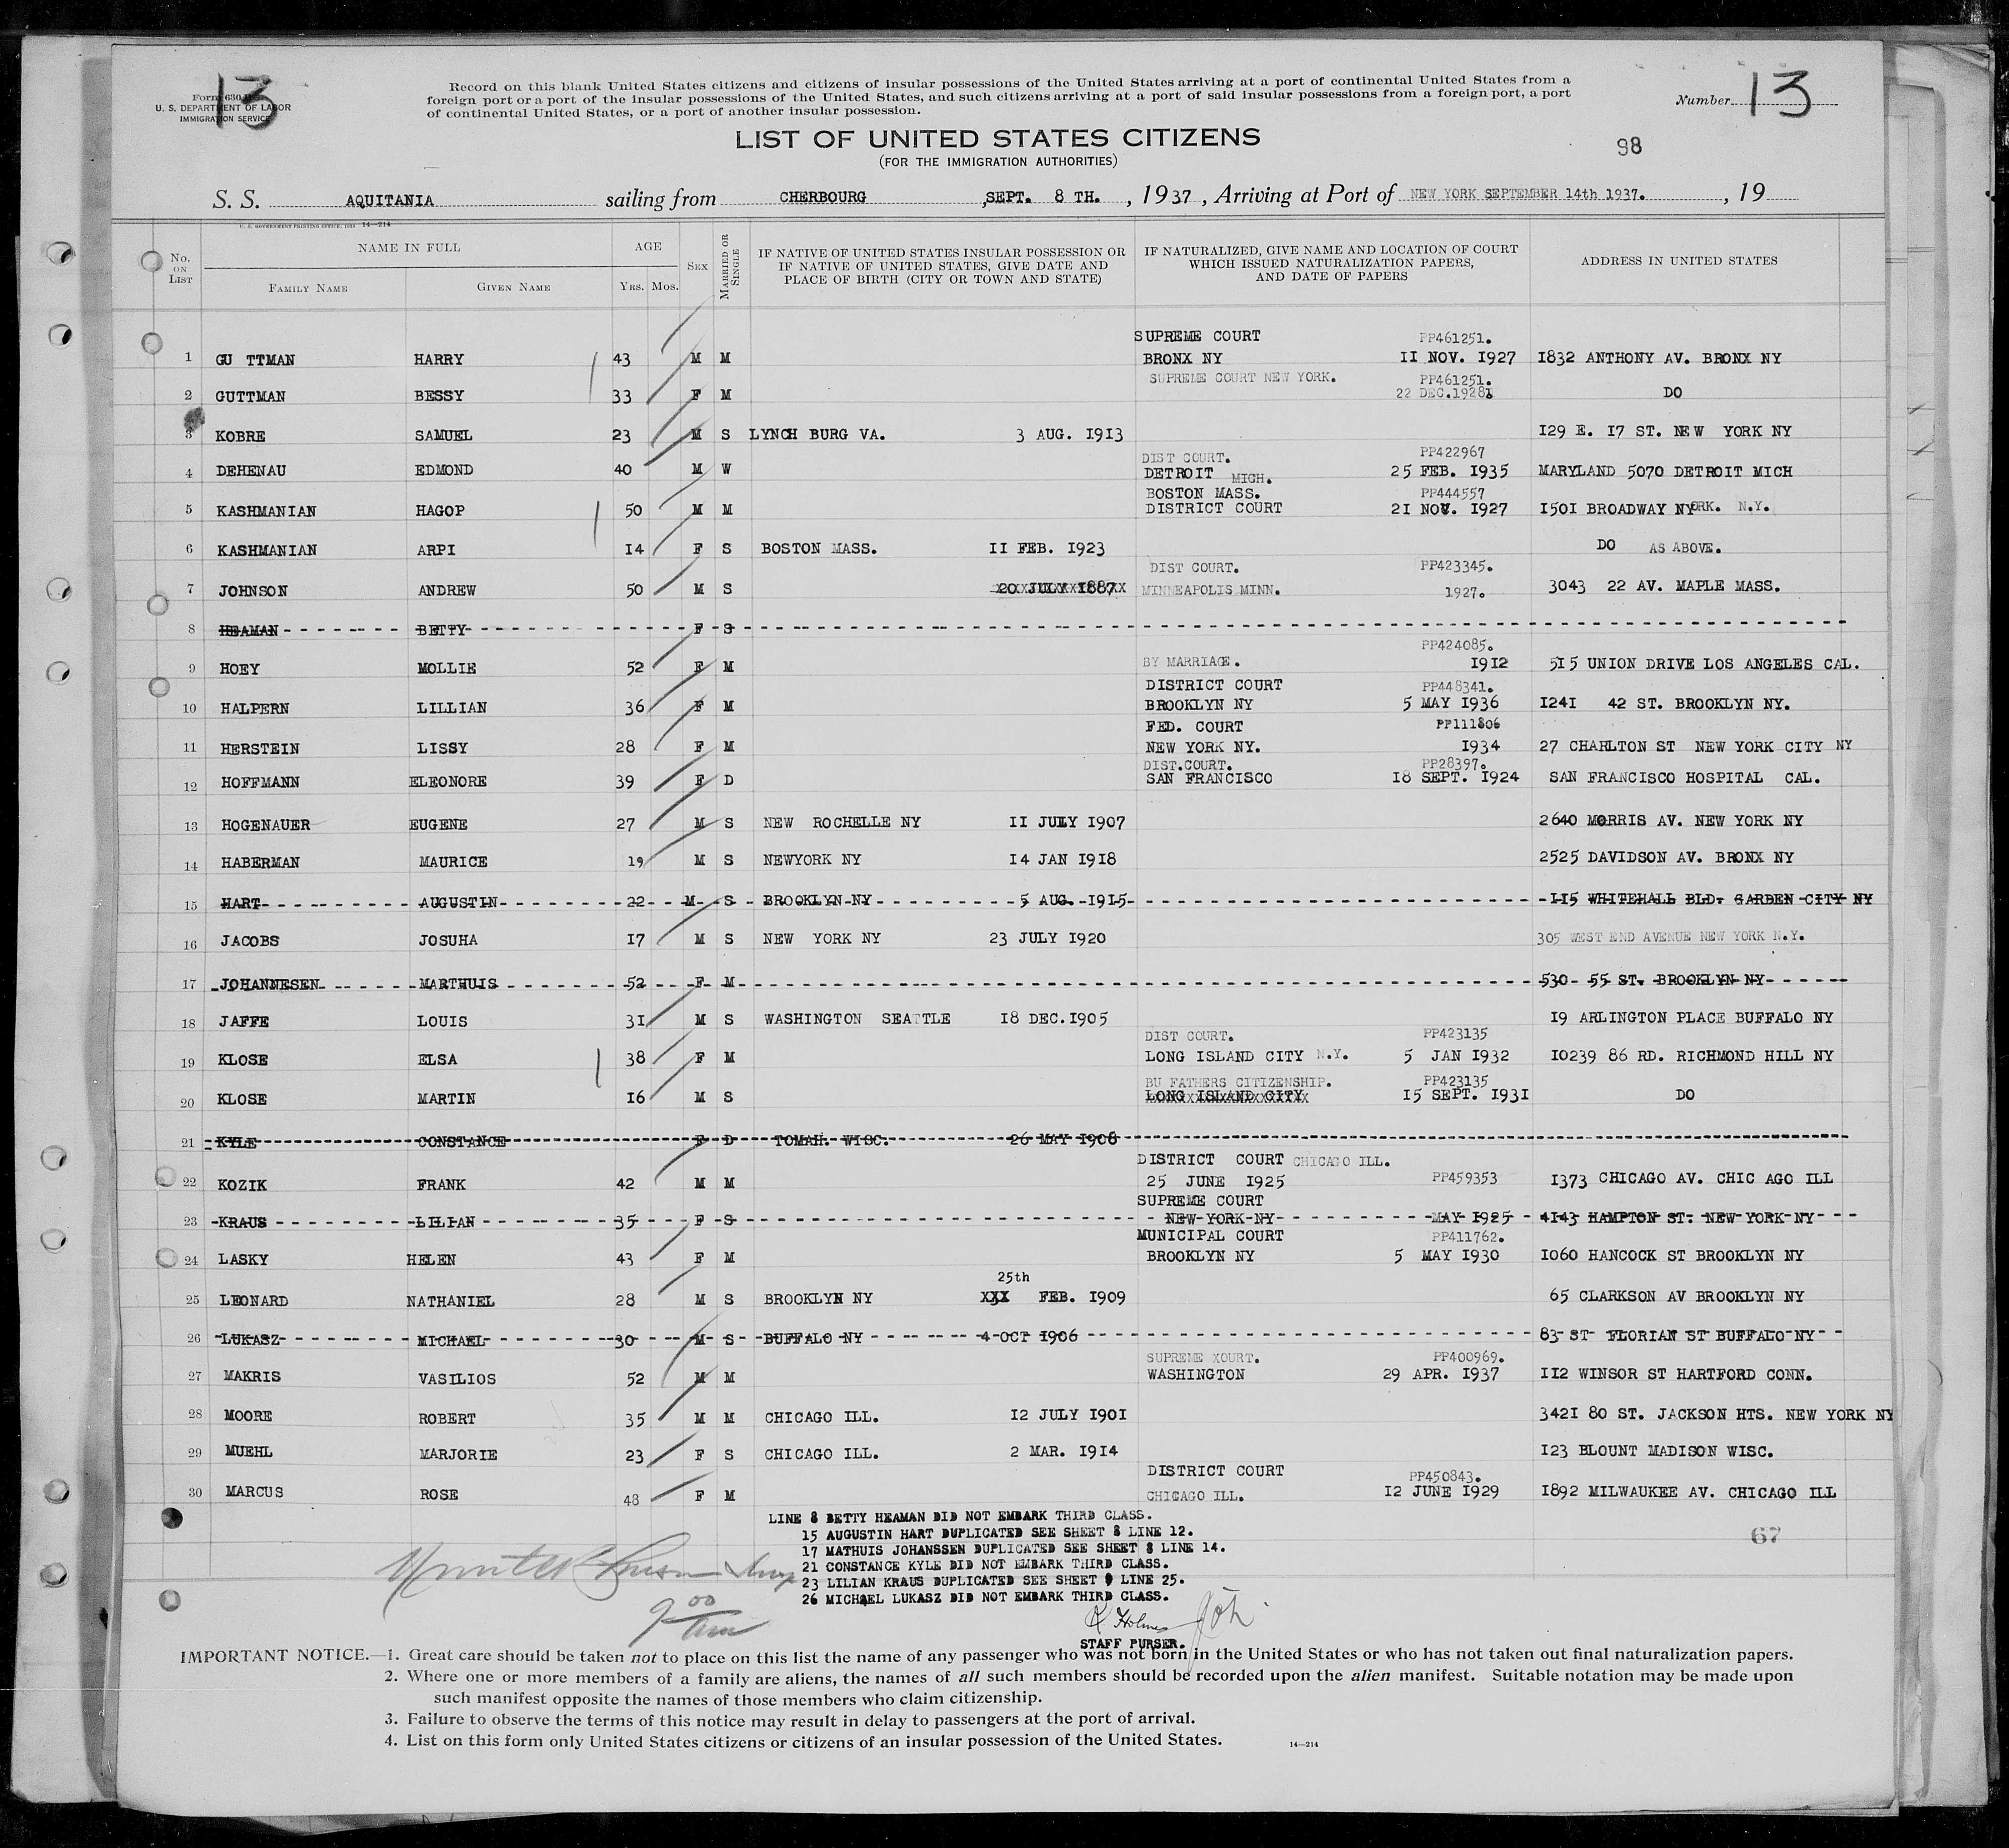 13
Form 630
U. S. DEPARTMENT OF LABOR
IMMIGRATION SERVICE
Record on this blank United States citizens and citizens of insular possessions of the United States arriving at a port of continental United States from a
foreign port or a port of the insular possessions of the United States, and such citizens arriving at a port of said insular possessions from a foreign port, a port
of continental United States, or a port of another insular possession.
Number 13
LIST OF UNITED STATES CITIZENS
(FOR THE IMMIGRATION AUTHORITIES)
98
S. S. AQUITANIA sailing from CHERBOURG ,SEPT. 8 TH. , 1937 , Arriving at Port of NEW YORK SEPTEMBER 14th 1937. , 19
U. S. GOVERNMENT PRINTING OFFICE: 14—214
No. ON LIST NAME IN FULL FAMILY NAME GIVEN NAME AGE YRS. MOS. SEX MARRIED OR SINGLE
IF NATIVE OF UNITED STATES INSULAR POSSESSION OR IF NATIVE OF UNITED STATES, GIVE DATE AND PLACE OF BIRTH (CITY OR TOWN AND STATE)
IF NATURALIZED, GIVE NAME AND LOCATION OF COURT WHICH ISSUED NATURALIZATION PAPERS, AND DATE OF PAPERS
ADDRESS IN UNITED STATES
SUPREME COURT PP461251.
1 GU TTMAN HARRY 43 M M BRONX NY 11 NOV. 1927 1832 ANTHONY AV. BRONX NY
SUPREME COURT NEW YORK. PP461251.
2 GUTTMAN BESSY 33 F M 22 DEC.1928 DO
3 KOBRE SAMUEL 23 M S LYNCH BURG VA. 3 AUG. 1913 129 E. 17 ST. NEW YORK NY
DIST COURT. PP422967
4 DEHENAU EDMOND 40 M W DETROIT MICH. 25 FEB. 1935 MARYLAND 5070 DETROIT MICH
BOSTON MASS. PP444557
5 KASHMANIAN HAGOP 50 M M DISTRICT COURT 21 NOV. 1927 1501 BROADWAY NYORK. N.Y.
6 KASHMANIAN ARPI 14 F S BOSTON MASS. 11 FEB. 1923 DO AS ABOVE.
DIST COURT. PP423345.
7 JOHNSON ANDREW 50 M S 20 JULY 1887 MINNEAPOLIS MINN. 1927. 3043 22 AV. MAPLE MASS.
8 HEAMAN BETTY F S
PP424085.
9 HOEY MOLLIE 52 F M BY MARRIAGE. 1912 515 UNION DRIVE LOS ANGELES CAL.
DISTRICT COURT PP448341.
10 HALPERN LILLIAN 36 F M BROOKLYN NY 5 MAY 1936 1241 42 ST. BROOKLYN NY.
FED. COURT PP111806
11 HERSTEIN LISSY 28 F M NEW YORK NY. 1934 27 CHARLTON ST NEW YORK CITY NY
DIST.COURT. PP28397.
12 HOFFMANN ELEONORE 39 F D SAN FRANCISCO 18 SEPT. 1924 SAN FRANCISCO HOSPITAL CAL.
13 HOGENAUER EUGENE 27 M S NEW ROCHELLE NY 11 JULY 1907 2640 MORRIS AV. NEW YORK NY
14 HABERMAN MAURICE 19 M S NEWYORK NY 14 JAN 1918 2525 DAVIDSON AV. BRONX NY
15 HART AUGUSTIN 22 M S BROOKLYN NY 5 AUG. 1915 115 WHITEHALL BLD. GARDEN CITY NY
16 JACOBS JOSUHA 17 M S NEW YORK NY 23 JULY 1920 305 WEST END AVENUE NEW YORK N.Y.
17 JOHANNESEN MARTHUIS 52 F M 530 55 ST. BROOKLYN NY
18 JAFFE LOUIS 31 M S WASHINGTON SEATTLE 18 DEC.1905 19 ARLINGTON PLACE BUFFALO NY
DIST COURT. PP423135
19 KLOSE ELSA 38 F M LONG ISLAND CITY N.Y. 5 JAN 1932 10239 86 RD. RICHMOND HILL NY
BU FATHERS CITIZENSHIP. PP423135
20 KLOSE MARTIN 16 M S LONG ISLAND CITY 15 SEPT. 1931 DO
21 KYLE CONSTANCE F D TOMAH. WISC. 26 MAY 1908
DISTRICT COURT CHICAGO ILL.
22 KOZIK FRANK 42 M M 25 JUNE 1925 PP459353 1373 CHICAGO AV. CHIC AGO ILL
SUPREME COURT
23 KRAUS LILIAN 35 F S NEW YORK NY MAY 1925 4143 HAMPTON ST. NEW YORK NY
MUNICIPAL COURT PP411762.
24 LASKY HELEN 43 F M BROOKLYN NY 5 MAY 1930 1060 HANCOCK ST BROOKLYN NY
25th
25 LEONARD NATHANIEL 28 M S BROOKLYN NY XXX FEB. 1909 65 CLARKSON AV BROOKLYN NY
26 LUKASZ MICHAEL 30 M S BUFFALO NY 4 OCT 1906 83 ST FLORIAN ST BUFFALO NY
SUPREME XOURT. PP400969.
27 MAKRIS VASILIOS 52 M M WASHINGTON 29 APR. 1937 112 WINSOR ST HARTFORD CONN.
28 MOORE ROBERT 35 M M CHICAGO ILL. 12 JULY 1901 3421 80 ST. JACKSON HTS. NEW YORK NY
29 MUEHL MARJORIE 23 F S CHICAGO ILL. 2 MAR. 1914 123 BLOUNT MADISON WISC.
DISTRICT COURT PP450843.
30 MARCUS ROSE 48 F M CHICAGO ILL. 12 JUNE 1929 1892 MILWAUKEE AV. CHICAGO ILL
LINE 8 BETTY HEAMAN DID NOT EMBARK THIRD CLASS.
15 AUGUSTIN HART DUPLICATED SEE SHEET 8 LINE 12.
67
17 MATHUIS JOHANSSEN DUPLICATED SEE SHEET 8 LINE 14.
21 CONSTANCE KYLE DID NOT EMBARK THIRD CLASS.
23 LILIAN KRAUS DUPLICATED SEE SHEET LINE 25.
26 MICHAEL LUKASZ DID NOT EMBARK THIRD CLASS.
9 00 am
Holmes
STAFF PURSER.
IMPORTANT NOTICE.—1. Great care should be taken not to place on this list the name of any passenger who was not born in the United States or who has not taken out final naturalization papers.
2. Where one or more members of a family are aliens, the names of all such members should be recorded upon the alien manifest. Suitable notation may be made upon
such manifest opposite the names of those members who claim citizenship.
3. Failure to observe the terms of this notice may result in delay to passengers at the port of arrival.
4. List on this form only United States citizens or citizens of an insular possession of the United States.
14—214